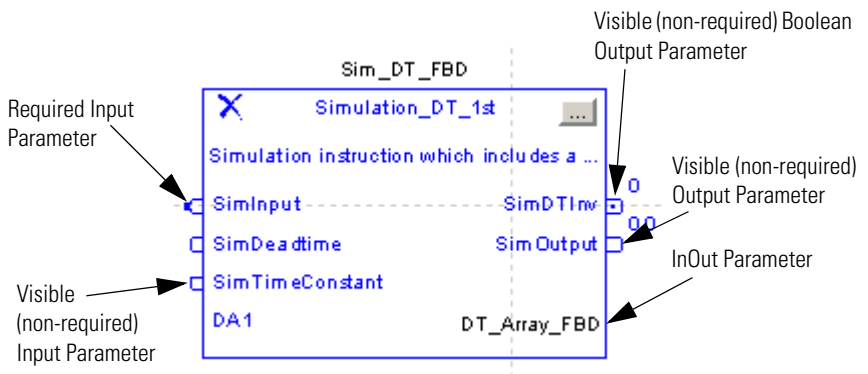 Visible (non-required) Boolean
Output Parameter
Sim_DT_FBD
Required Input
Parameter
Simulation_DT_1st
...
Simulation instruction which includes a ...
Visible (non-required)
Output Parameter
SimInput
SimDTInv
0
0.0
SimDeadtime
SimOutput
InOut Parameter
SimTimeConstant
Visible
(non-required)
Input Parameter
DA1
DT_Array_FBD